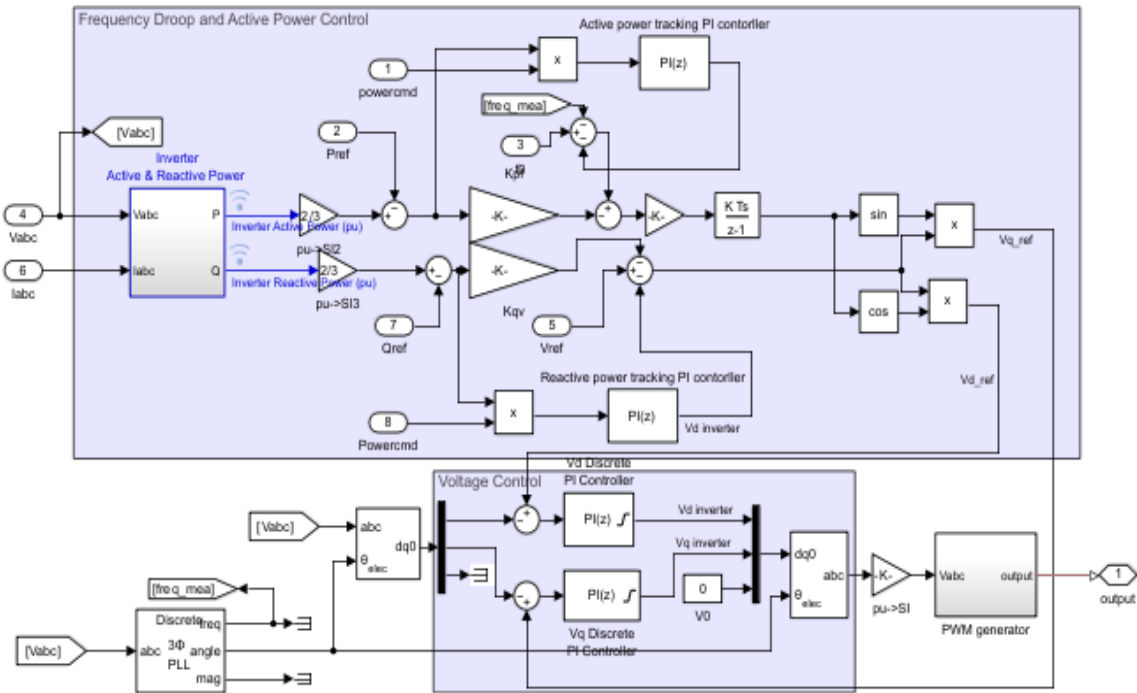 Frequency Droop and Active Power Control
Active power tracking PI contorller
1
powercmd
x
PI(z)
[freq_mea]
[Vabc]
2
Pref
3
Kpf
Inverter
Active & Reactive Power
4
Vabc
6
Iabc
Vabc
Iabc
P
Q
2/3
Inverter Active Power (pu)
pu->SI2
2/3
Inverter Reactive Power (pu)
pu->SI3
-K-
-K-
Kqv
-K-
K Ts
z-1
sin
cos
x
x
Vq_ref
Vd_ref
7
Qref
5
Vref
Reactive power tracking PI contorller
8
Powercmd
x
PI(z)
Vd inverter
Voltage Control
Vd Discrete
PI Controller
PI(z)
Vd inverter
Vq inverter
PI(z)
Vq Discrete
PI Controller
0
V0
[Vabc]
abc
θelec
dq0
[freq_mea]
[Vabc]
Discrete
3Φ
PLL
abc
freq
angle
mag
dq0
θelec
abc
-K-
pu->SI
Vabc
output
PWM generator
1
output